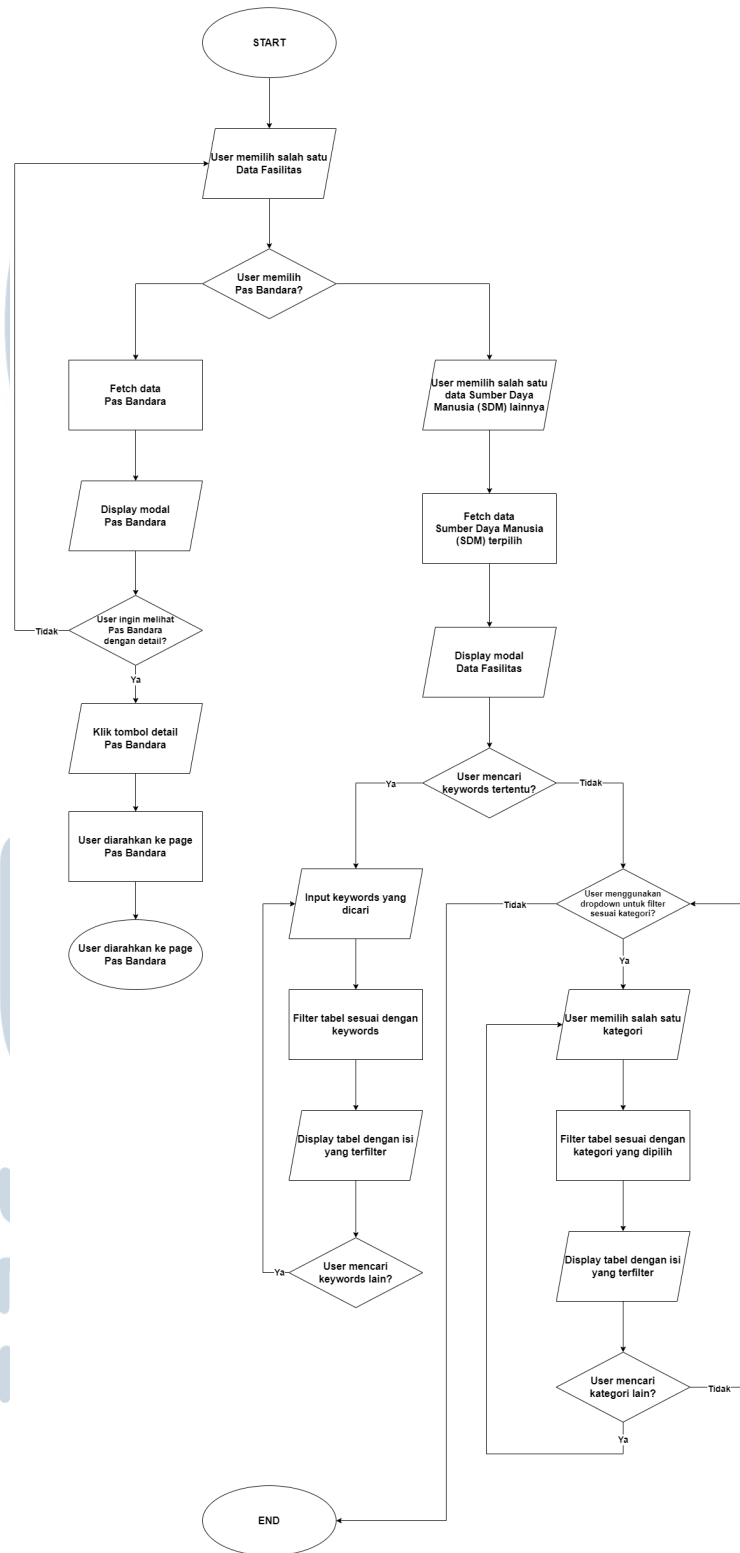 START
User memilih salah satu
Data Fasilitas
User memilih
Pas Bandara?
Fetch data
Pas Bandara
Display modal
Pas Bandara
User ingin melihat
Pas Bandara
dengan detail?
Tidak
Ya
Klik tombol detail
Pas Bandara
User diarahkan ke page
Pas Bandara
User diarahkan ke page
Pas Bandara
User memilih salah satu
data Sumber Daya
Manusia (SDM) lainnya
Fetch data
Sumber Daya Manusia
(SDM) terpilih
Display modal
Data Fasilitas
User mencari
keywords tertentu?
Ya
Tidak
Input keywords yang
dicari
Filter tabel sesuai dengan
keywords
Display tabel dengan isi
yang terfilter
User mencari
keywords lain?
Ya
User menggunakan
dropdown untuk filter
sesuai kategori?
Tidak
Ya
User memilih salah satu
kategori
Filter tabel sesuai dengan
kategori yang dipilih
Display tabel dengan isi
yang terfilter
User mencari
kategori lain?
Tidak
Ya
END